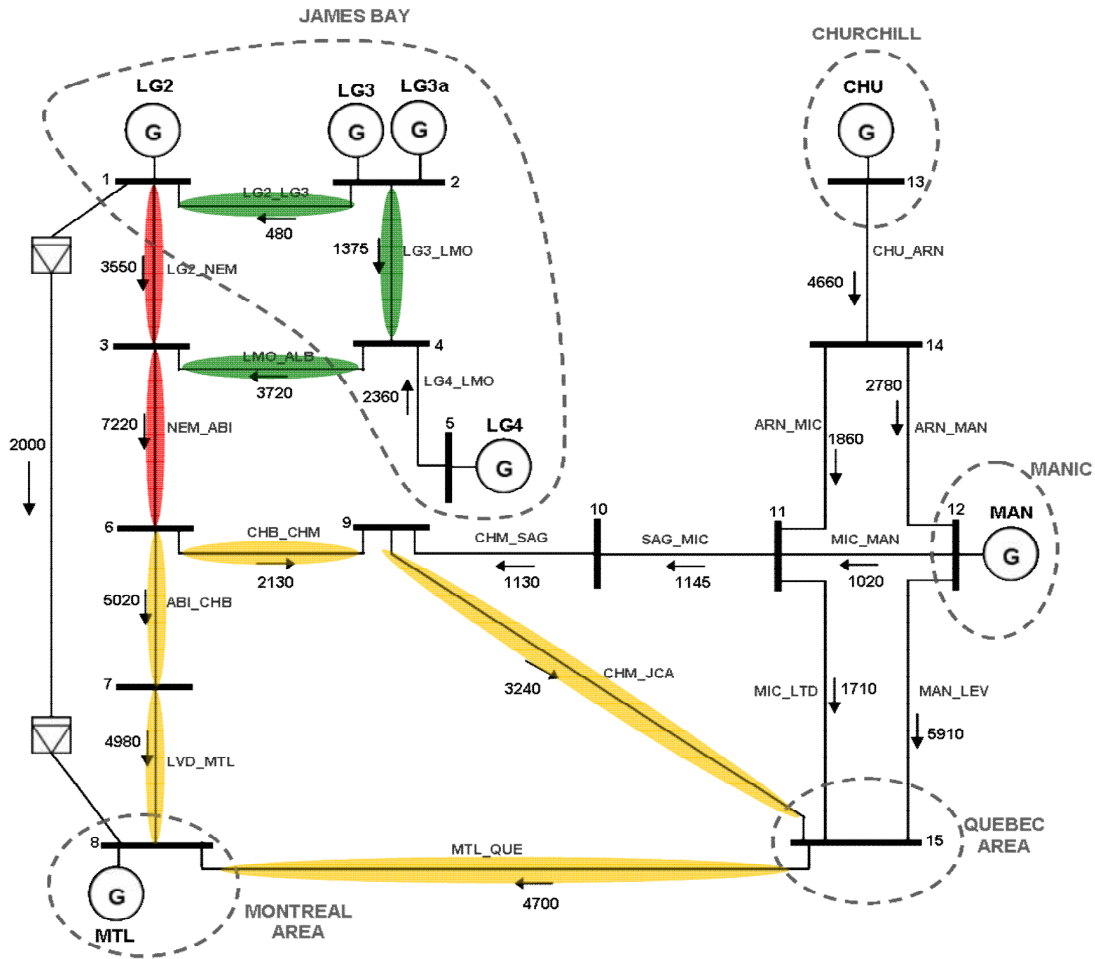 JAMES BAY
CHURCHILL
LG2
LG3
LG3a
CHU
G
G
G
G
1
2
13
LG2_LG3
480
3550
LG2_NEM
1375
LG3_LMO
CHU_ARN
4660
3
4
14
LMO_ALB
3720
2360
LG4_LMO
2780
7220
NEM_ABI
ARN_MIC
1860
ARN_MAN
2000
5
LG4
G
MANIC
6
9
10
11
12
MAN
CHB_CHM
2130
CHM_SAG
1130
SAG_MIC
1145
MIC_MAN
1020
G
5020
ABI_CHB
3240
CHM_JCA
7
MIC_LTD
1710
MAN_LEV
5910
4980
LVD_MTL
8
MTL_QUE
4700
15
QUEBEC
AREA
G
MTL
MONTREAL
AREA